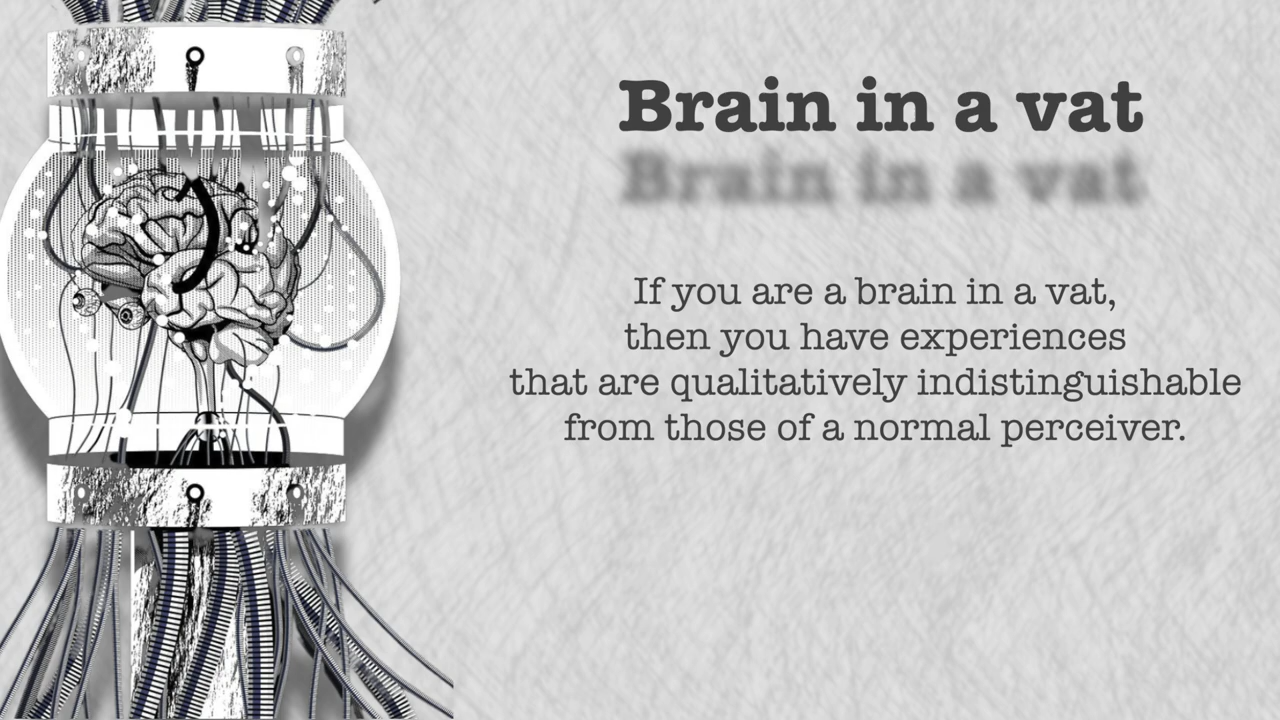 Brain in a vat
If you are a brain in a vat,
then you have experiences
that are qualitatively indistinguishable
from those of a normal perceiver.